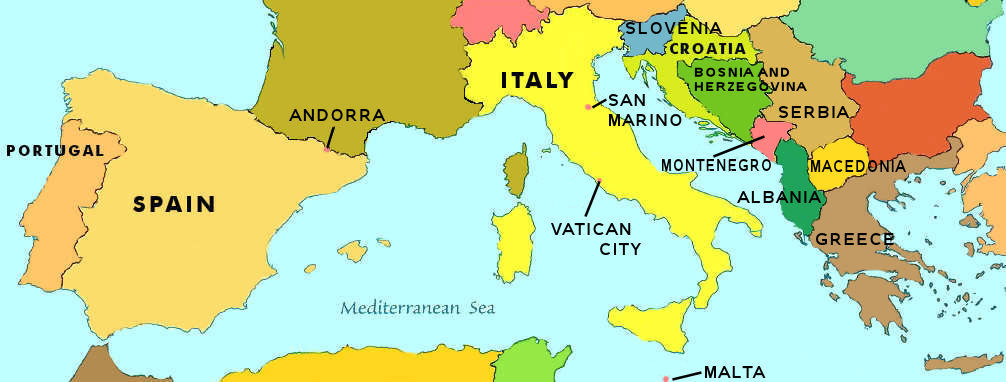 SLOVENIA
CROATIA
BOSNIA AND
HERZEGOVINA
ITALY
SAN
MARINO
SERBIA
ANDORRA
PORTUGAL
MONTENEGRO
MACEDONIA
SPAIN
ALBANIA
VATICAN
CITY
GREECE
Mediterranean Sea
MALTA